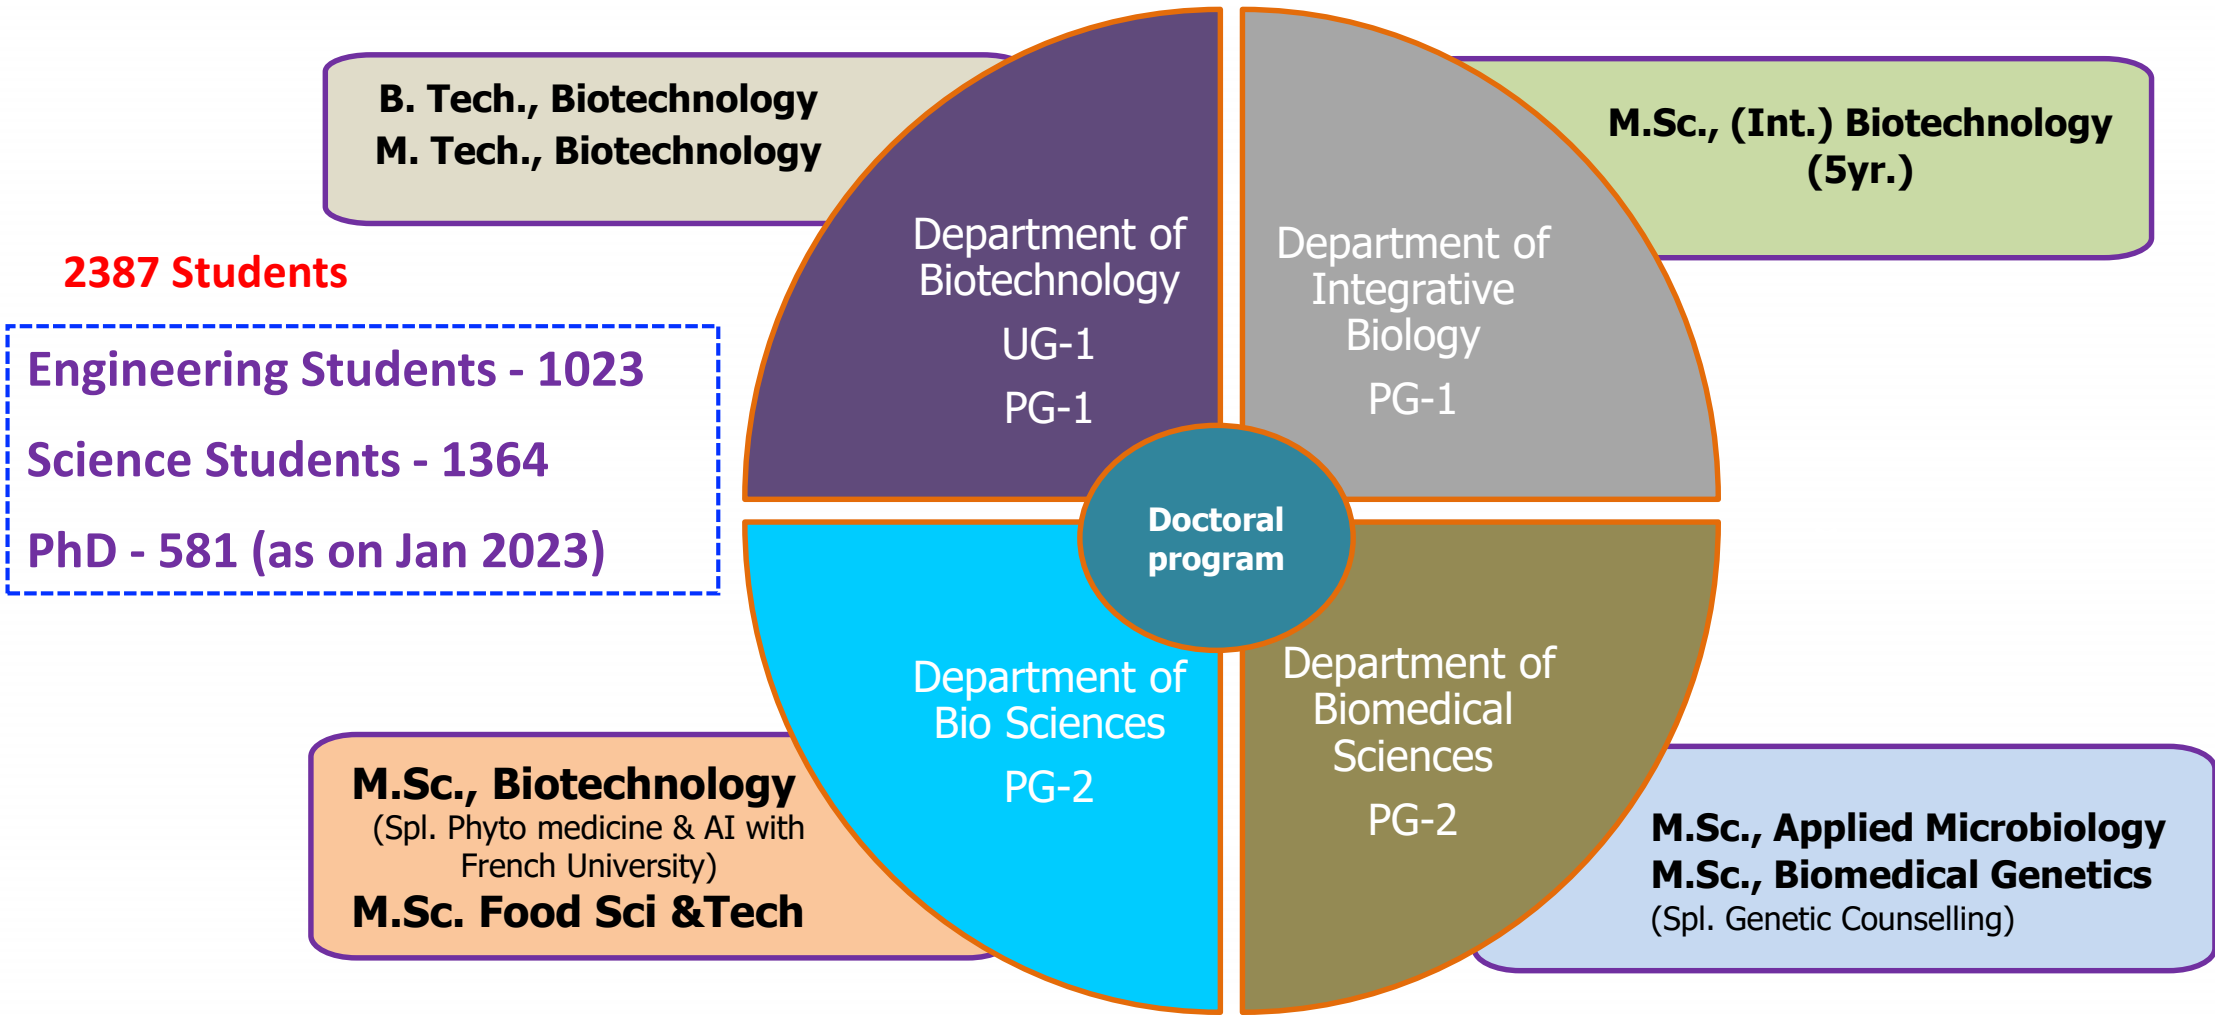 B. Tech., Biotechnology
M. Tech., Biotechnology
M.Sc., (Int.) Biotechnology
(5yr.)
2387 Students
Engineering Students - 1023
Science Students - 1364
PhD - 581 (as on Jan 2023)
Department of
Biotechnology
UG-1
PG-1
Department of
Integrative
Biology
PG-1
Doctoral
program
Department of
Bio Sciences
PG-2
Department of
Biomedical
Sciences
PG-2
M.Sc., Biotechnology
(Spl. Phyto medicine & AI with
French University)
M.Sc. Food Sci &Tech
M.Sc., Applied Microbiology
M.Sc., Biomedical Genetics
(Spl. Genetic Counselling)